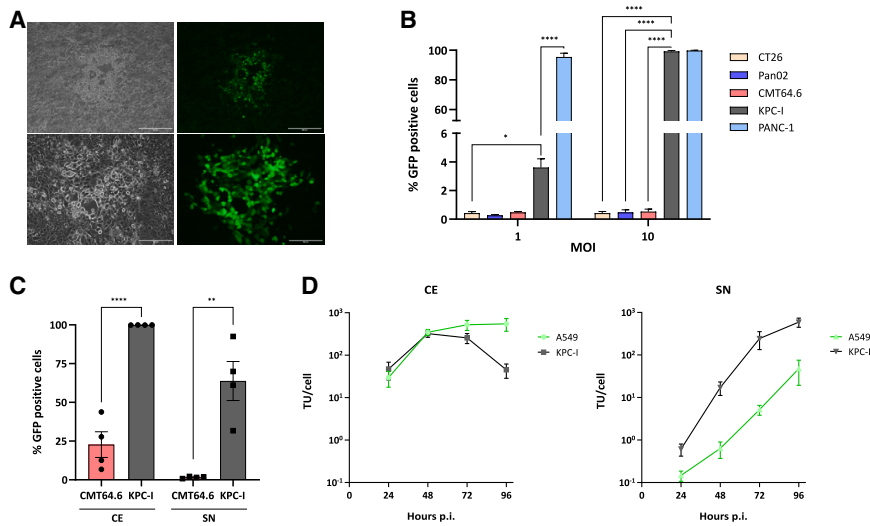 A
B
% GFP positive cells
100
80
60
40
20
6
4
2
0
*
****
****
****
****
1
10
MOI
CT26
Pan02
CMT64.6
KPC-I
PANC-1
C
% GFP positive cells
100
75
50
25
0
****
**
CMT64.6 KPC-I CMT64.6 KPC-I
CE
SN
D
CE
TU/cell
10³
10²
10¹
10⁰
10⁻¹
0
24
48
72
96
Hours p.i.
A549
KPC-I
SN
TU/cell
10³
10²
10¹
10⁰
10⁻¹
0
24
48
72
96
Hours p.i.
A549
KPC-I